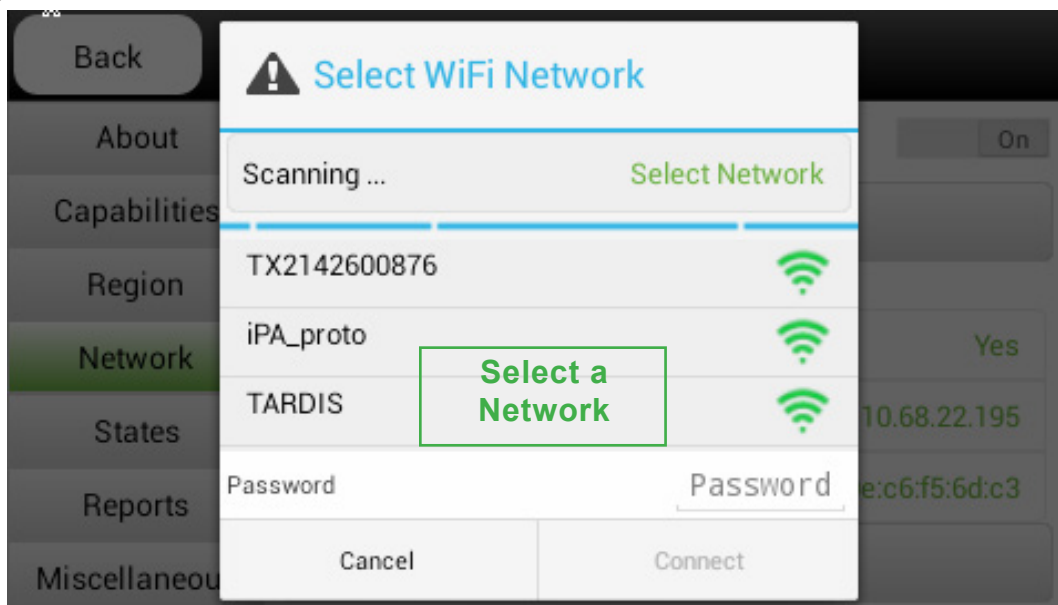 Back
Select WiFi Network
About
On
Scanning ...
Select Network
Capabilities
TX2142600876
Region
iPA_proto
Yes
Network
Select a
Network
TARDIS
10.68.22.195
States
Password
Password
e:c6:f5:6d:c3
Reports
Cancel
Connect
Miscellaneou